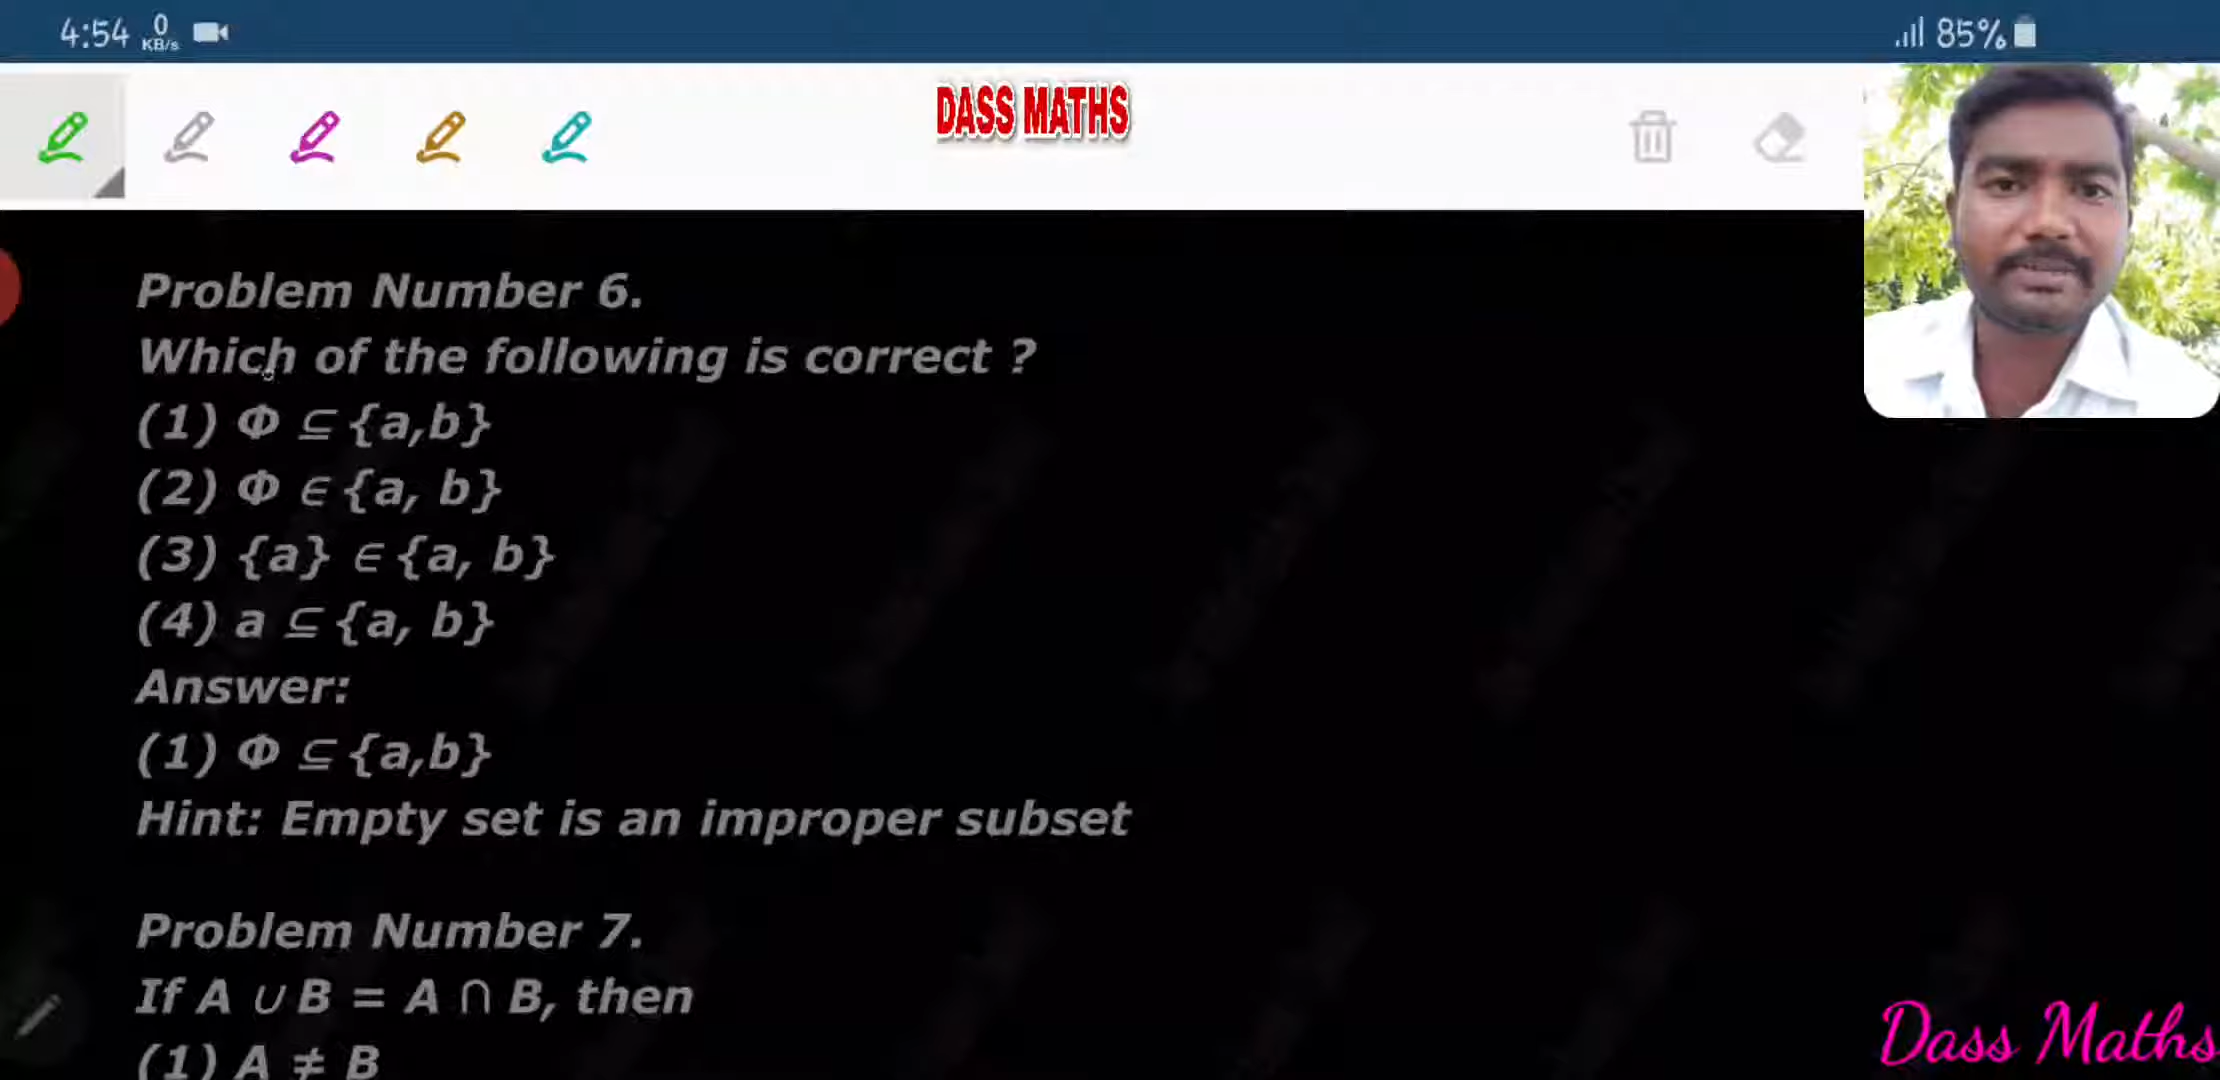 4:54 0 KB/s 85%
DASS MATHS
Problem Number 6.
Which of the following is correct ?
(1) Φ ⊆ {a,b}
(2) Φ ∈ {a, b}
(3) {a} ∈ {a, b}
(4) a ⊆ {a, b}
Answer:
(1) Φ ⊆ {a,b}
Hint: Empty set is an improper subset
Problem Number 7.
If A ∪ B = A ∩ B, then
(1) A ≠ B
Dass Maths